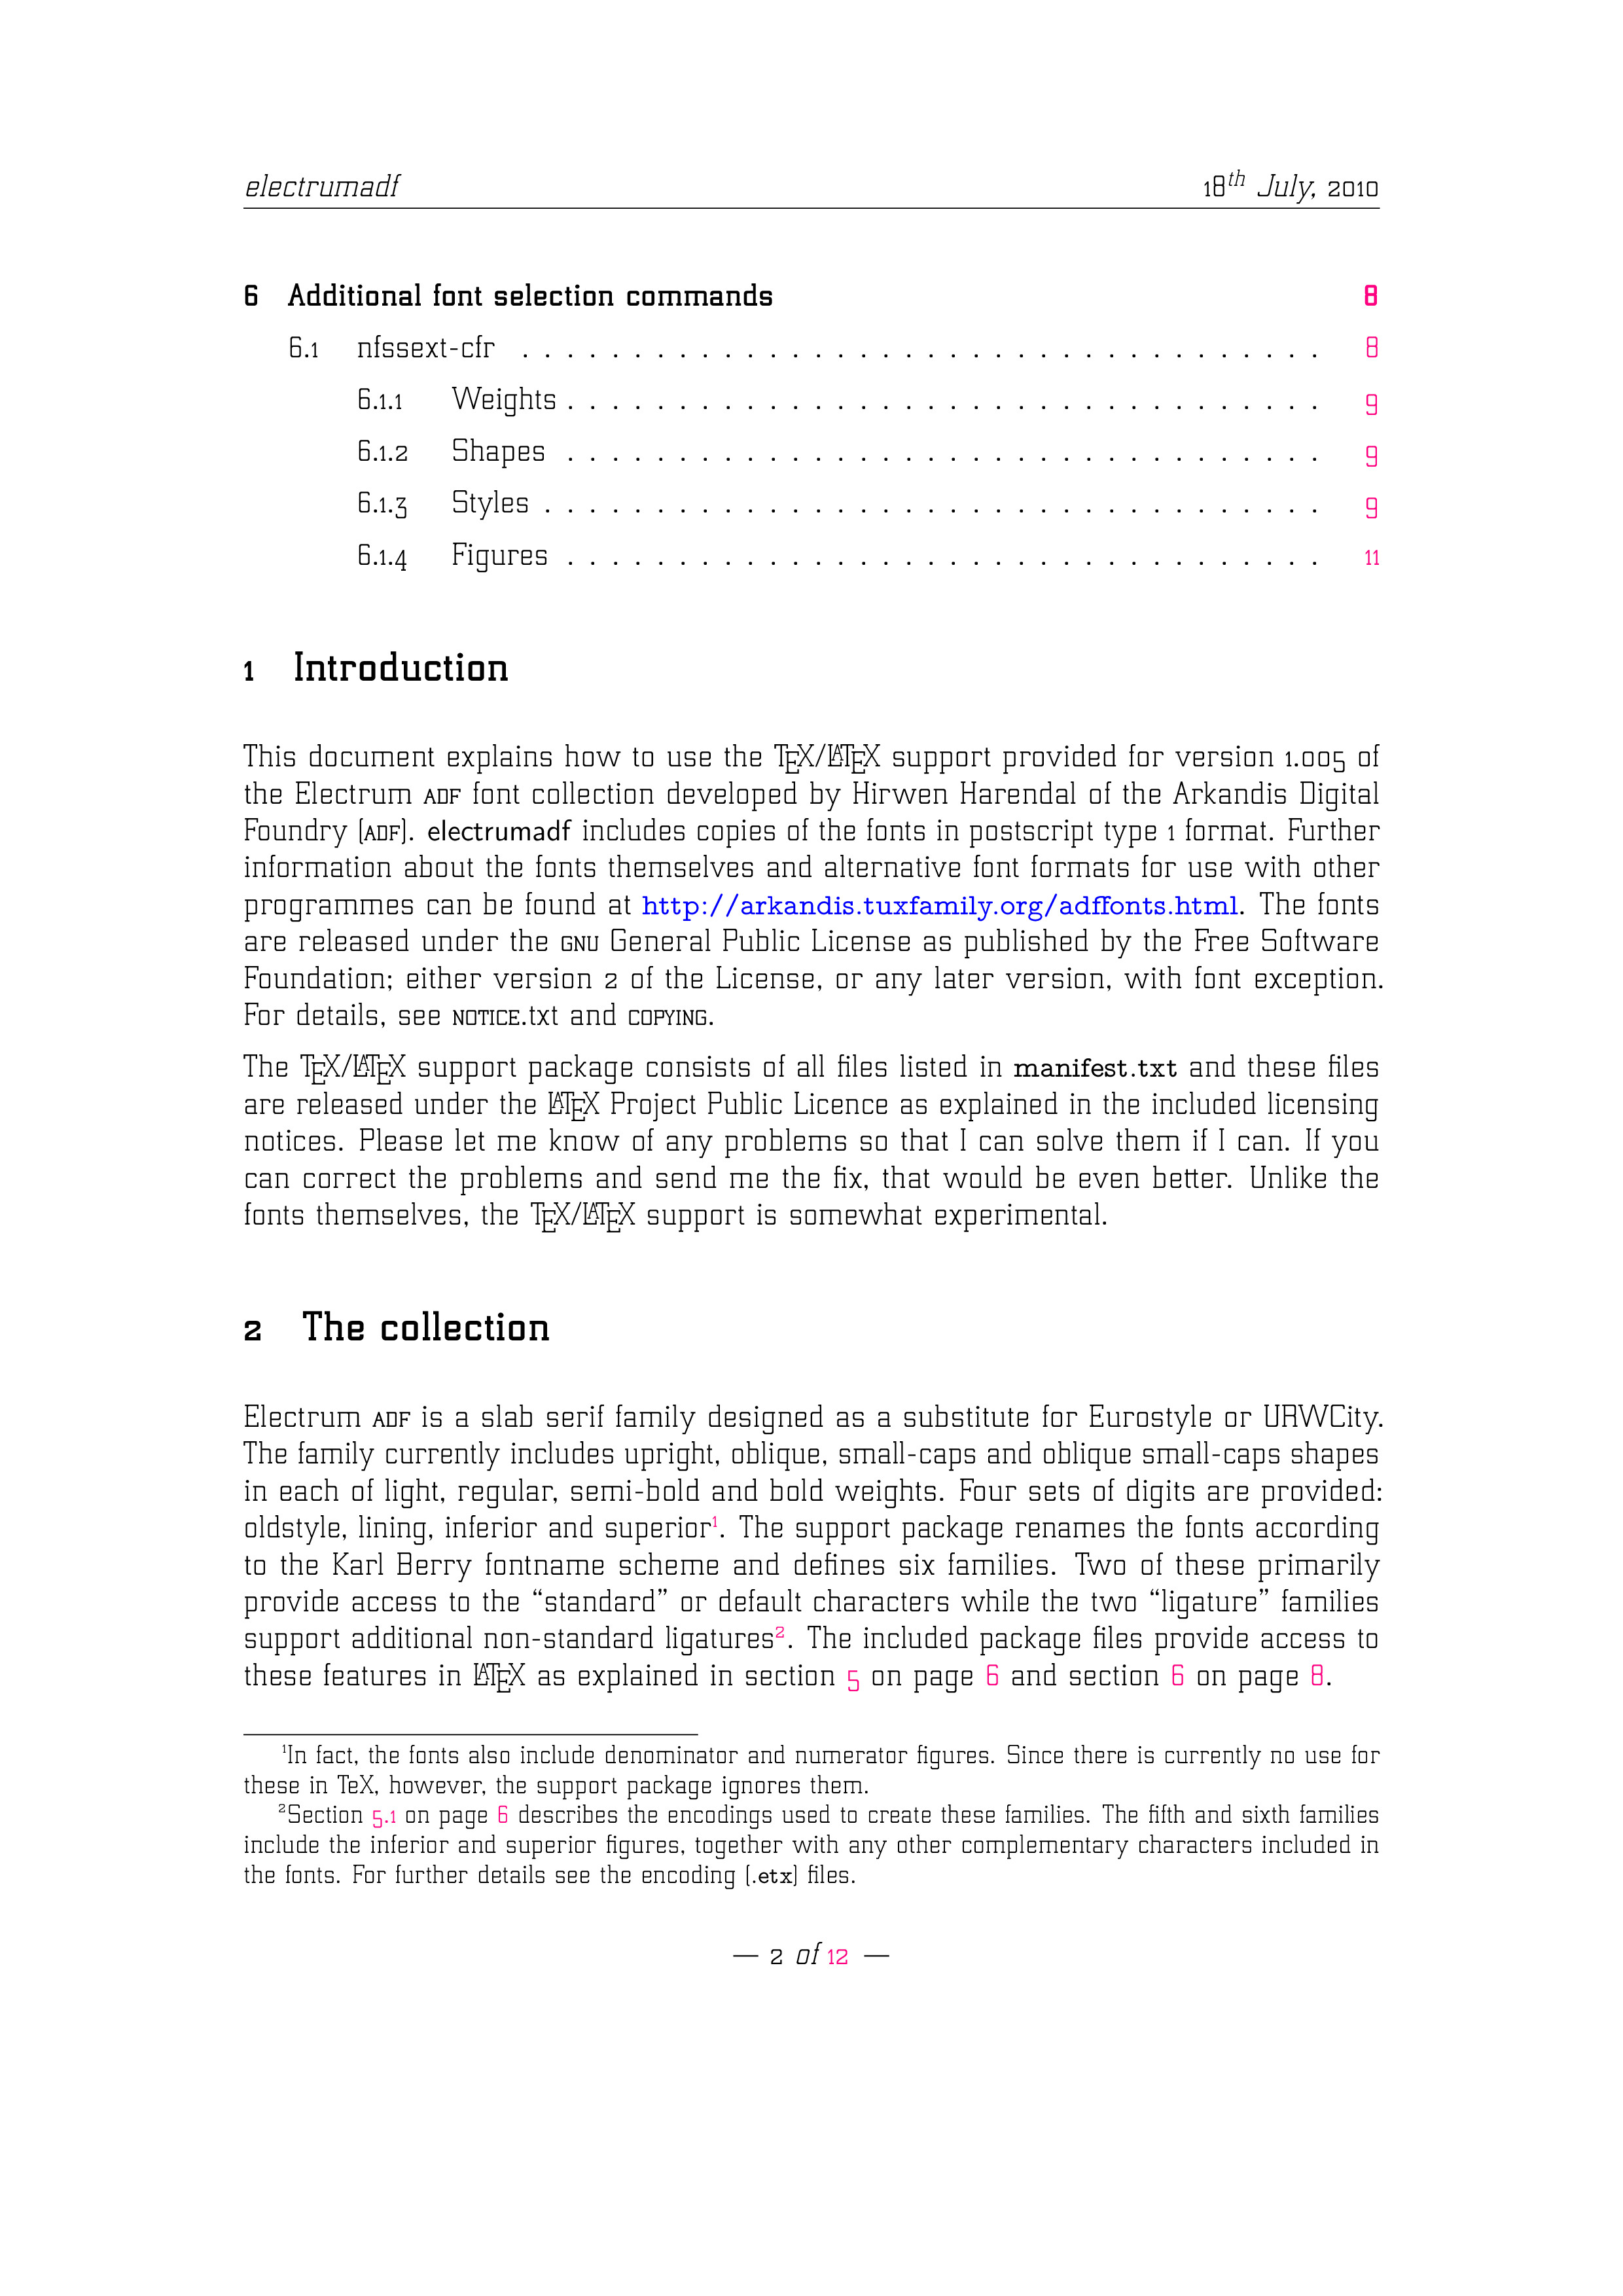 electrumadf 18th July, 2010
6 Additional font selection commands 8
6.1 nfssext-cfr . . . . . . . . . . . . . . . . . . . . . . . . . . . . . . . . . . . . 8
6.1.1 Weights . . . . . . . . . . . . . . . . . . . . . . . . . . . . . . . . . . 9
6.1.2 Shapes . . . . . . . . . . . . . . . . . . . . . . . . . . . . . . . . . . 9
6.1.3 Styles . . . . . . . . . . . . . . . . . . . . . . . . . . . . . . . . . . . 9
6.1.4 Figures . . . . . . . . . . . . . . . . . . . . . . . . . . . . . . . . . . 11
1 Introduction
This document explains how to use the TEX/LATEX support provided for version 1.005 of
the Electrum ADF font collection developed by Hirwen Harendal of the Arkandis Digital
Foundry (ADF). electrumadf includes copies of the fonts in postscript type 1 format. Further
information about the fonts themselves and alternative font formats for use with other
programmes can be found at http://arkandis.tuxfamily.org/adffonts.html. The fonts
are released under the GNU General Public License as published by the Free Software
Foundation; either version 2 of the License, or any later version, with font exception.
For details, see NOTICE.txt and COPYING.
The TEX/LATEX support package consists of all files listed in manifest.txt and these files
are released under the LATEX Project Public Licence as explained in the included licensing
notices. Please let me know of any problems so that I can solve them if I can. If you
can correct the problems and send me the fix, that would be even better. Unlike the
fonts themselves, the TEX/LATEX support is somewhat experimental.
2 The collection
Electrum ADF is a slab serif family designed as a substitute for Eurostyle or URWCity.
The family currently includes upright, oblique, small-caps and oblique small-caps shapes
in each of light, regular, semi-bold and bold weights. Four sets of digits are provided:
oldstyle, lining, inferior and superior1. The support package renames the fonts according
to the Karl Berry fontname scheme and defines six families. Two of these primarily
provide access to the “standard” or default characters while the two “ligature” families
support additional non-standard ligatures2. The included package files provide access to
these features in LATEX as explained in section 5 on page 6 and section 6 on page 8.
1In fact, the fonts also include denominator and numerator figures. Since there is currently no use for
these in TeX, however, the support package ignores them.
2Section 5.1 on page 6 describes the encodings used to create these families. The fifth and sixth families
include the inferior and superior figures, together with any other complementary characters included in
the fonts. For further details see the encoding (.etx) files.
— 2 of 12 —